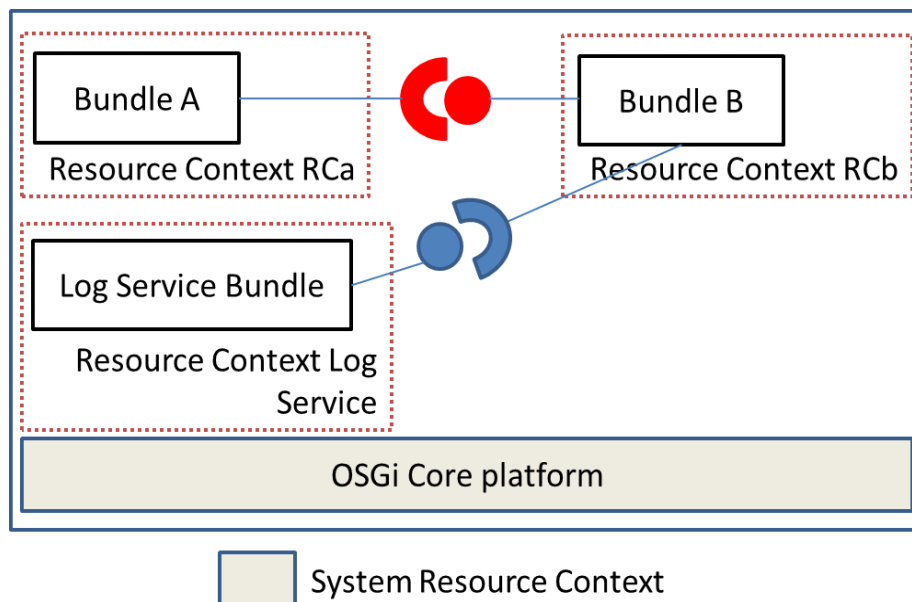 Bundle A
Bundle B
Resource Context RCa
Resource Context RCb
Log Service Bundle
Resource Context Log
Service
OSGi Core platform
System Resource Context